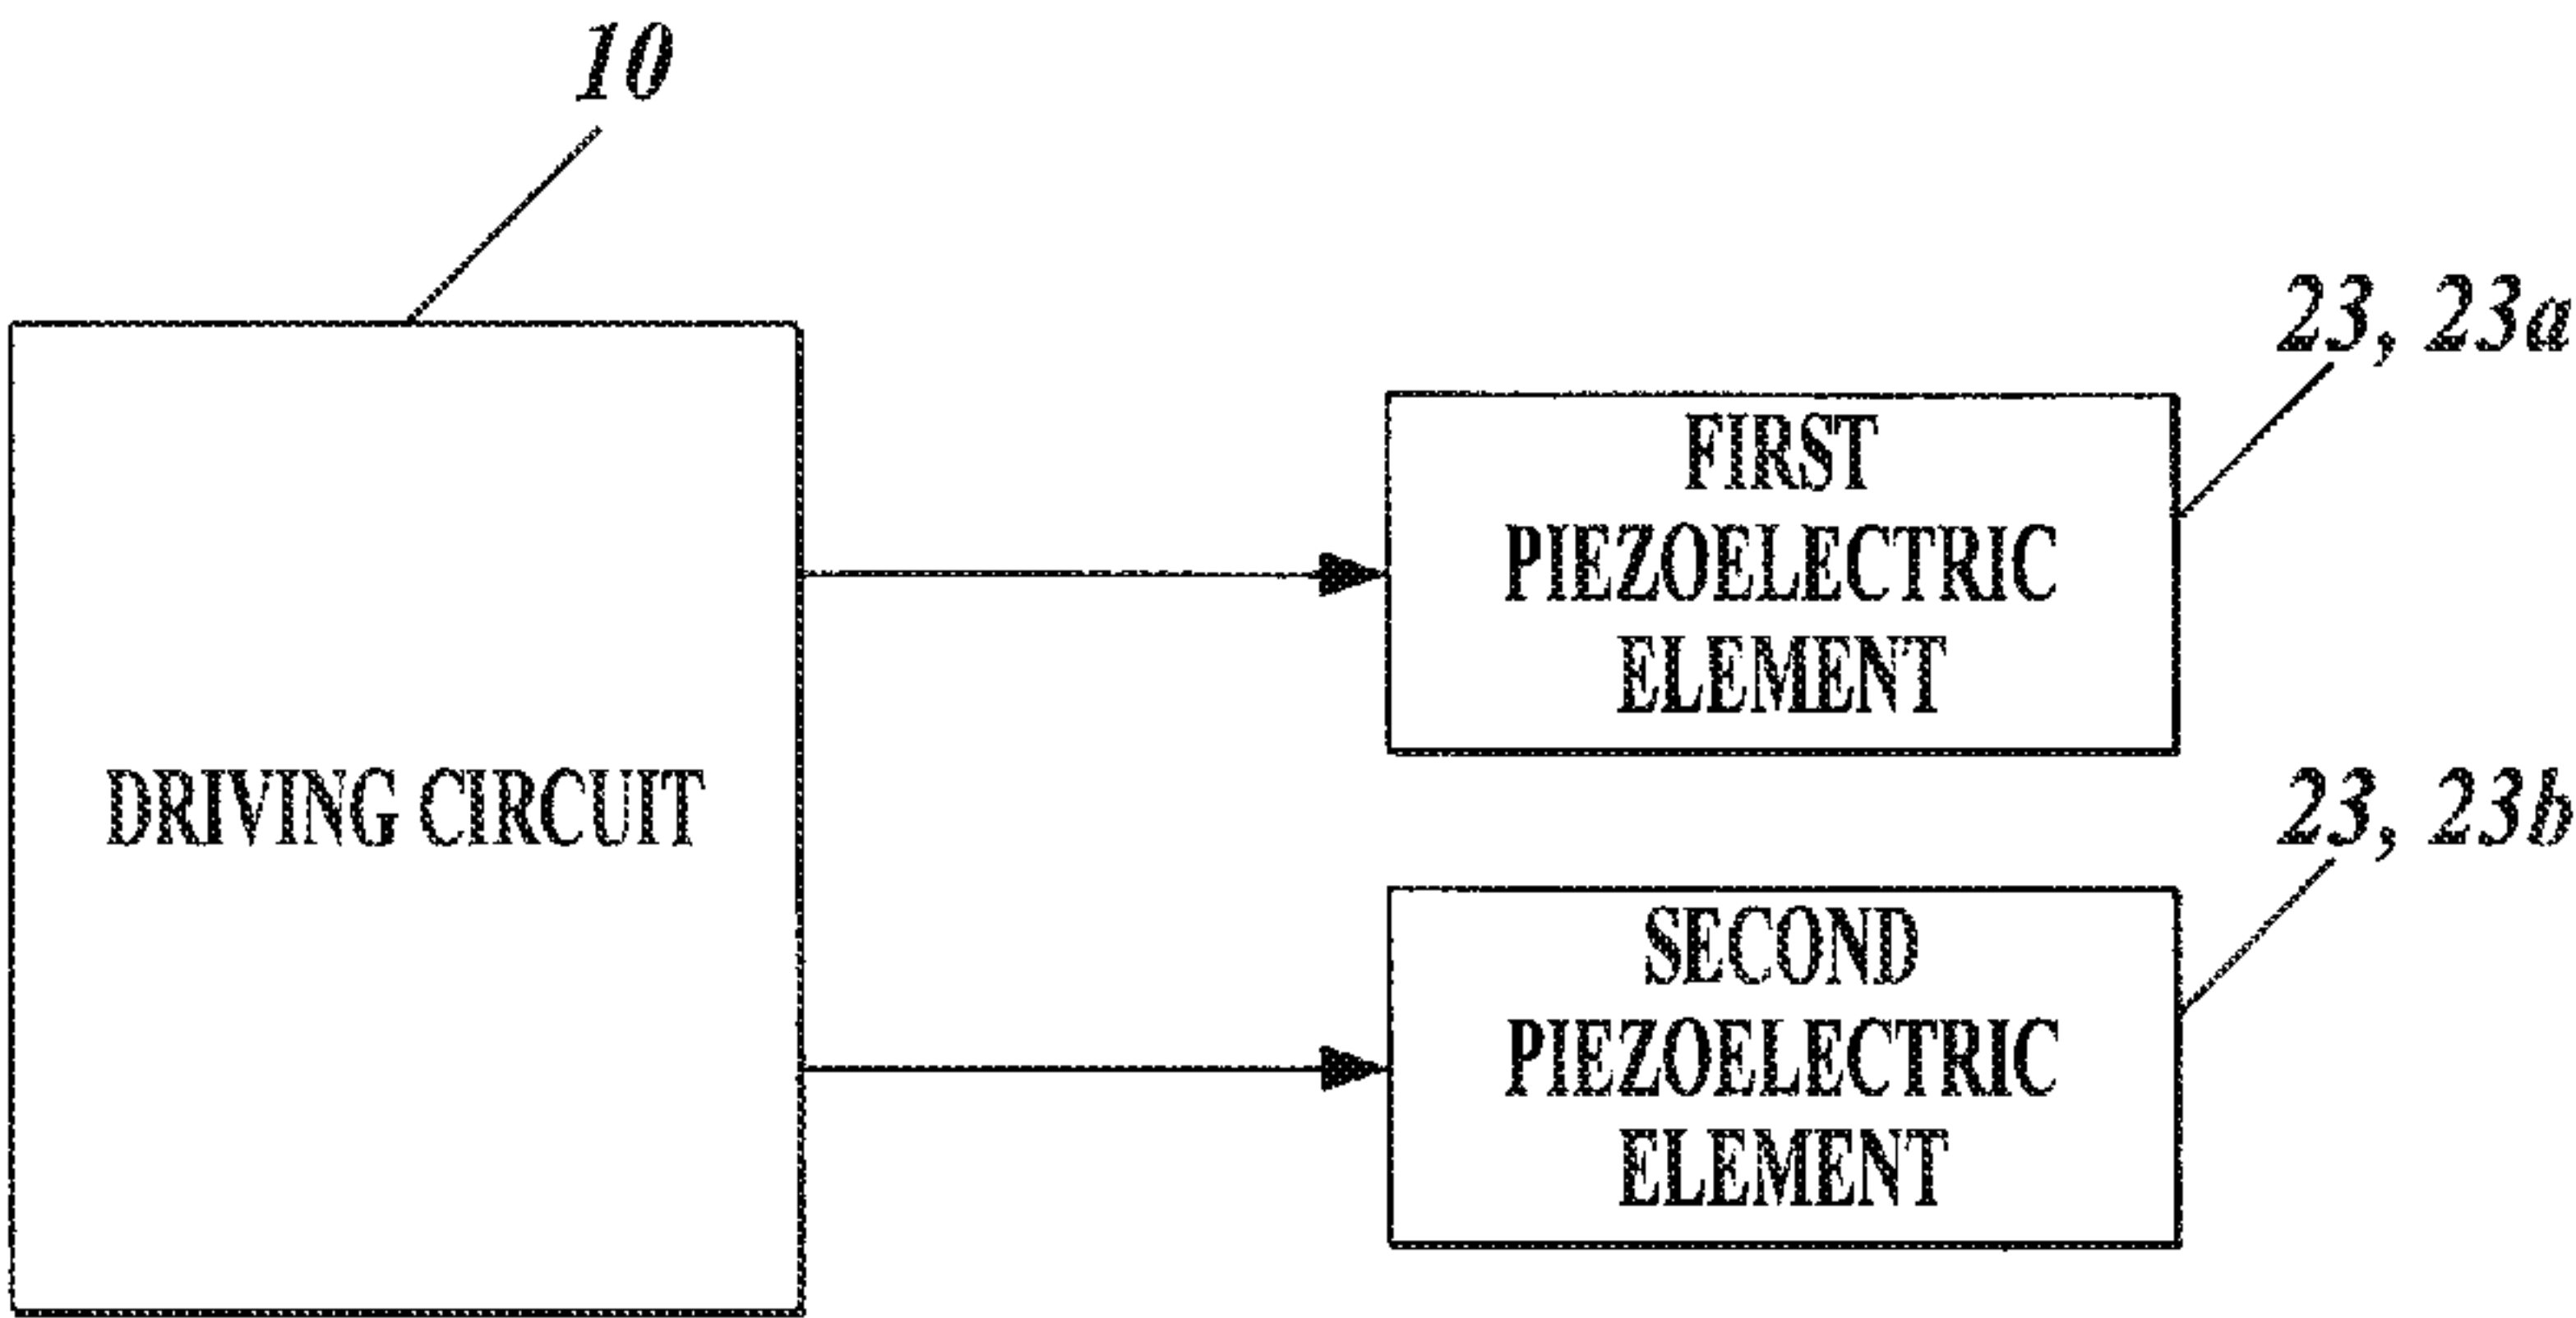 10
23, 23a
FIRST
PIEZOELECTRIC
ELEMENT
DRIVING CIRCUIT
23, 23b
SECOND
PIEZOELECTRIC
ELEMENT